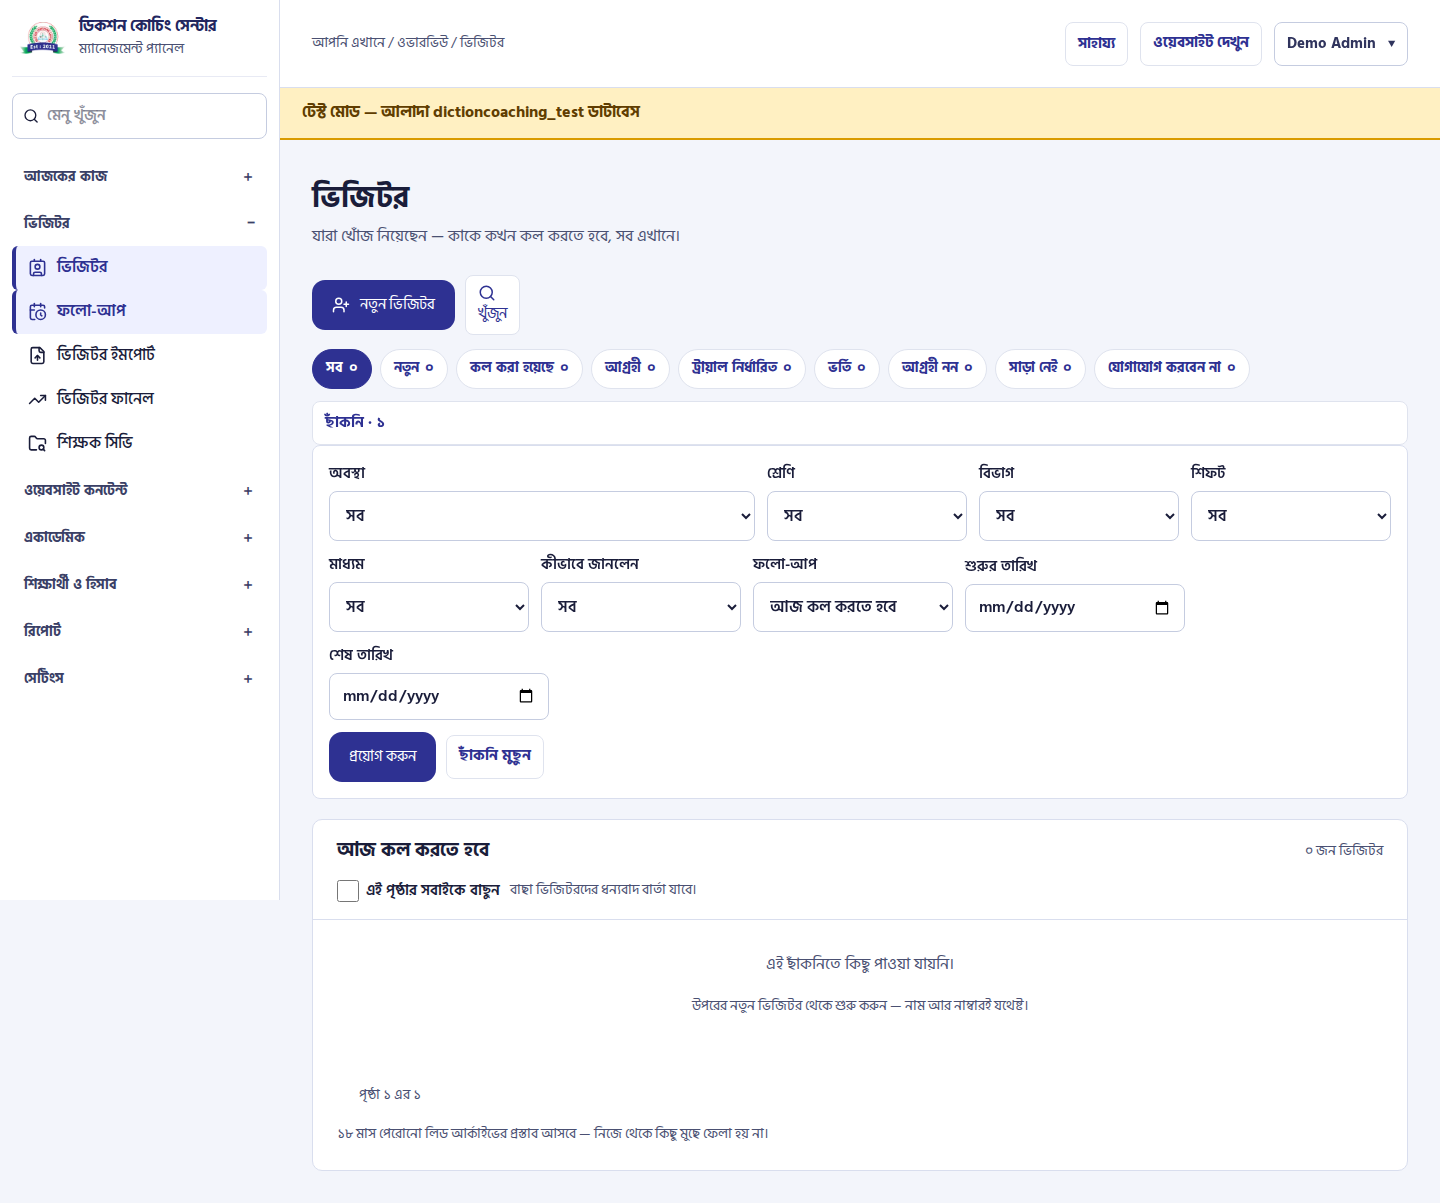 ডিকশন কোচিং সেন্টার
ম্যানেজমেন্ট প্যানেল
Est : 2011
মেনু খুঁজুন
আজকের কাজ +
ভিজিটর −
ভিজিটর
ফলো-আপ
ভিজিটর ইমপোর্ট
ভিজিটর ফানেল
শিক্ষক সিভি
ওয়েবসাইট কনটেন্ট +
একাডেমিক +
শিক্ষার্থী ও হিসাব +
রিপোর্ট +
সেটিংস +
আপনি এখানে / ওভারভিউ / ভিজিটর
সাহায্য
ওয়েবসাইট দেখুন
Demo Admin
টেস্ট মোড — আলাদা dictioncoaching_test ডাটাবেস
ভিজিটর
যারা খোঁজ নিয়েছেন — কাকে কখন কল করতে হবে, সব এখানে।
নতুন ভিজিটর
খুঁজুন
সব ০ নতুন ০ কল করা হয়েছে ০ আগ্রহী ০ ট্রায়াল নির্ধারিত ০ ভর্তি ০ আগ্রহী নন ০ সাড়া নেই ০ যোগাযোগ করবেন না ০
ছাঁকনি · ১
অবস্থা শ্রেণি বিভাগ শিফট
সব সব সব সব
মাধ্যম কীভাবে জানলেন ফলো-আপ শুরুর তারিখ
সব সব আজ কল করতে হবে mm/dd/yyyy
শেষ তারিখ
mm/dd/yyyy
প্রয়োগ করুন ছাঁকনি মুছুন
আজ কল করতে হবে ০ জন ভিজিটর
এই পৃষ্ঠার সবাইকে বাছুন বাছা ভিজিটরদের ধন্যবাদ বার্তা যাবে।
এই ছাঁকনিতে কিছু পাওয়া যায়নি।
উপরের নতুন ভিজিটর থেকে শুরু করুন — নাম আর নাম্বারই যথেষ্ট।
পৃষ্ঠা ১ এর ১
১৮ মাস পেরোনো লিড আর্কাইভের প্রস্তাব আসবে — নিজে থেকে কিছু মুছে ফেলা হয় না।